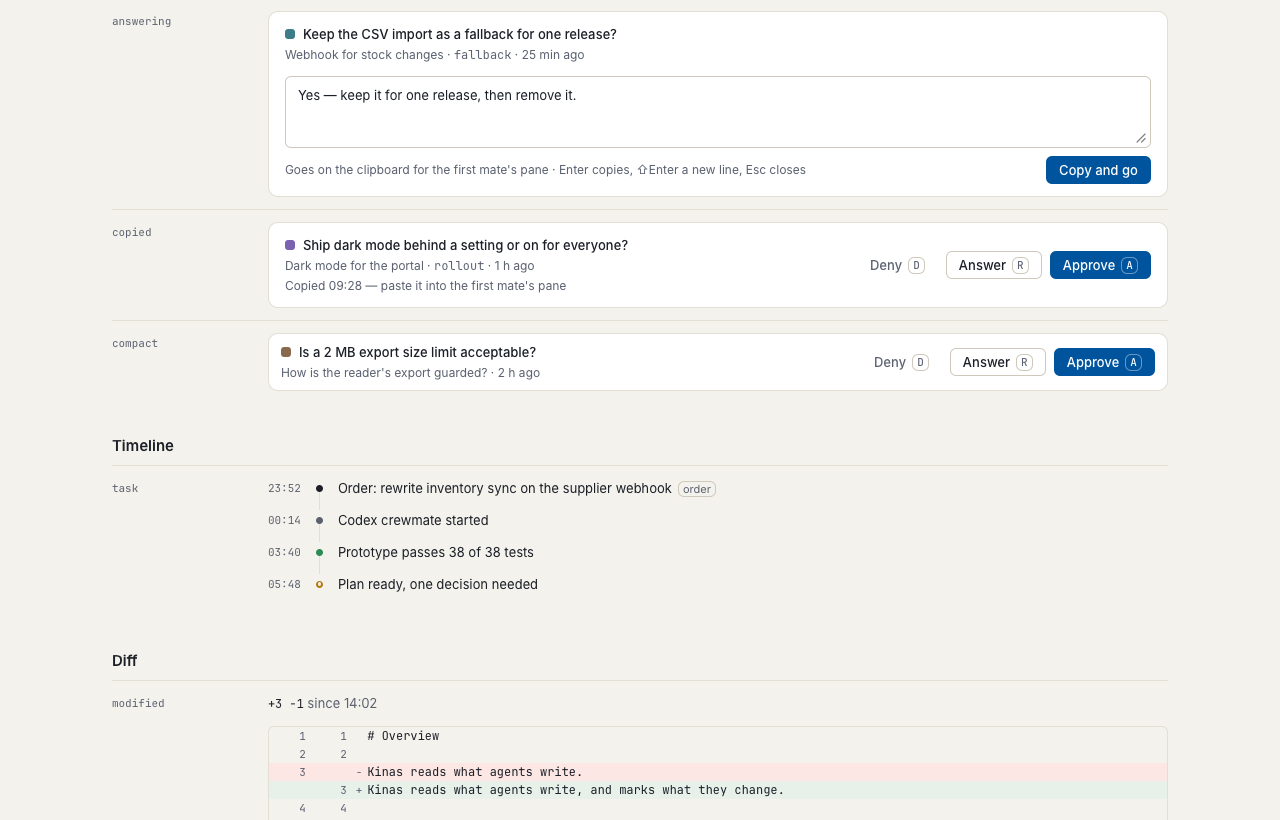 answering
Keep the CSV import as a fallback for one release?
Webhook for stock changes · fallback · 25 min ago
Yes — keep it for one release, then remove it.
Goes on the clipboard for the first mate's pane · Enter copies, ⇧Enter a new line, Esc closes
Copy and go
copied
Ship dark mode behind a setting or on for everyone?
Dark mode for the portal · rollout · 1 h ago
Copied 09:28 — paste it into the first mate's pane
Deny D
Answer R
Approve A
compact
Is a 2 MB export size limit acceptable?
How is the reader's export guarded? · 2 h ago
Deny D
Answer R
Approve A
Timeline
task
23:52 Order: rewrite inventory sync on the supplier webhook order
00:14 Codex crewmate started
03:40 Prototype passes 38 of 38 tests
05:48 Plan ready, one decision needed
Diff
modified
+3 -1 since 14:02
1 1 # Overview
2 2
3 - Kinas reads what agents write.
3 + Kinas reads what agents write, and marks what they change.
4 4